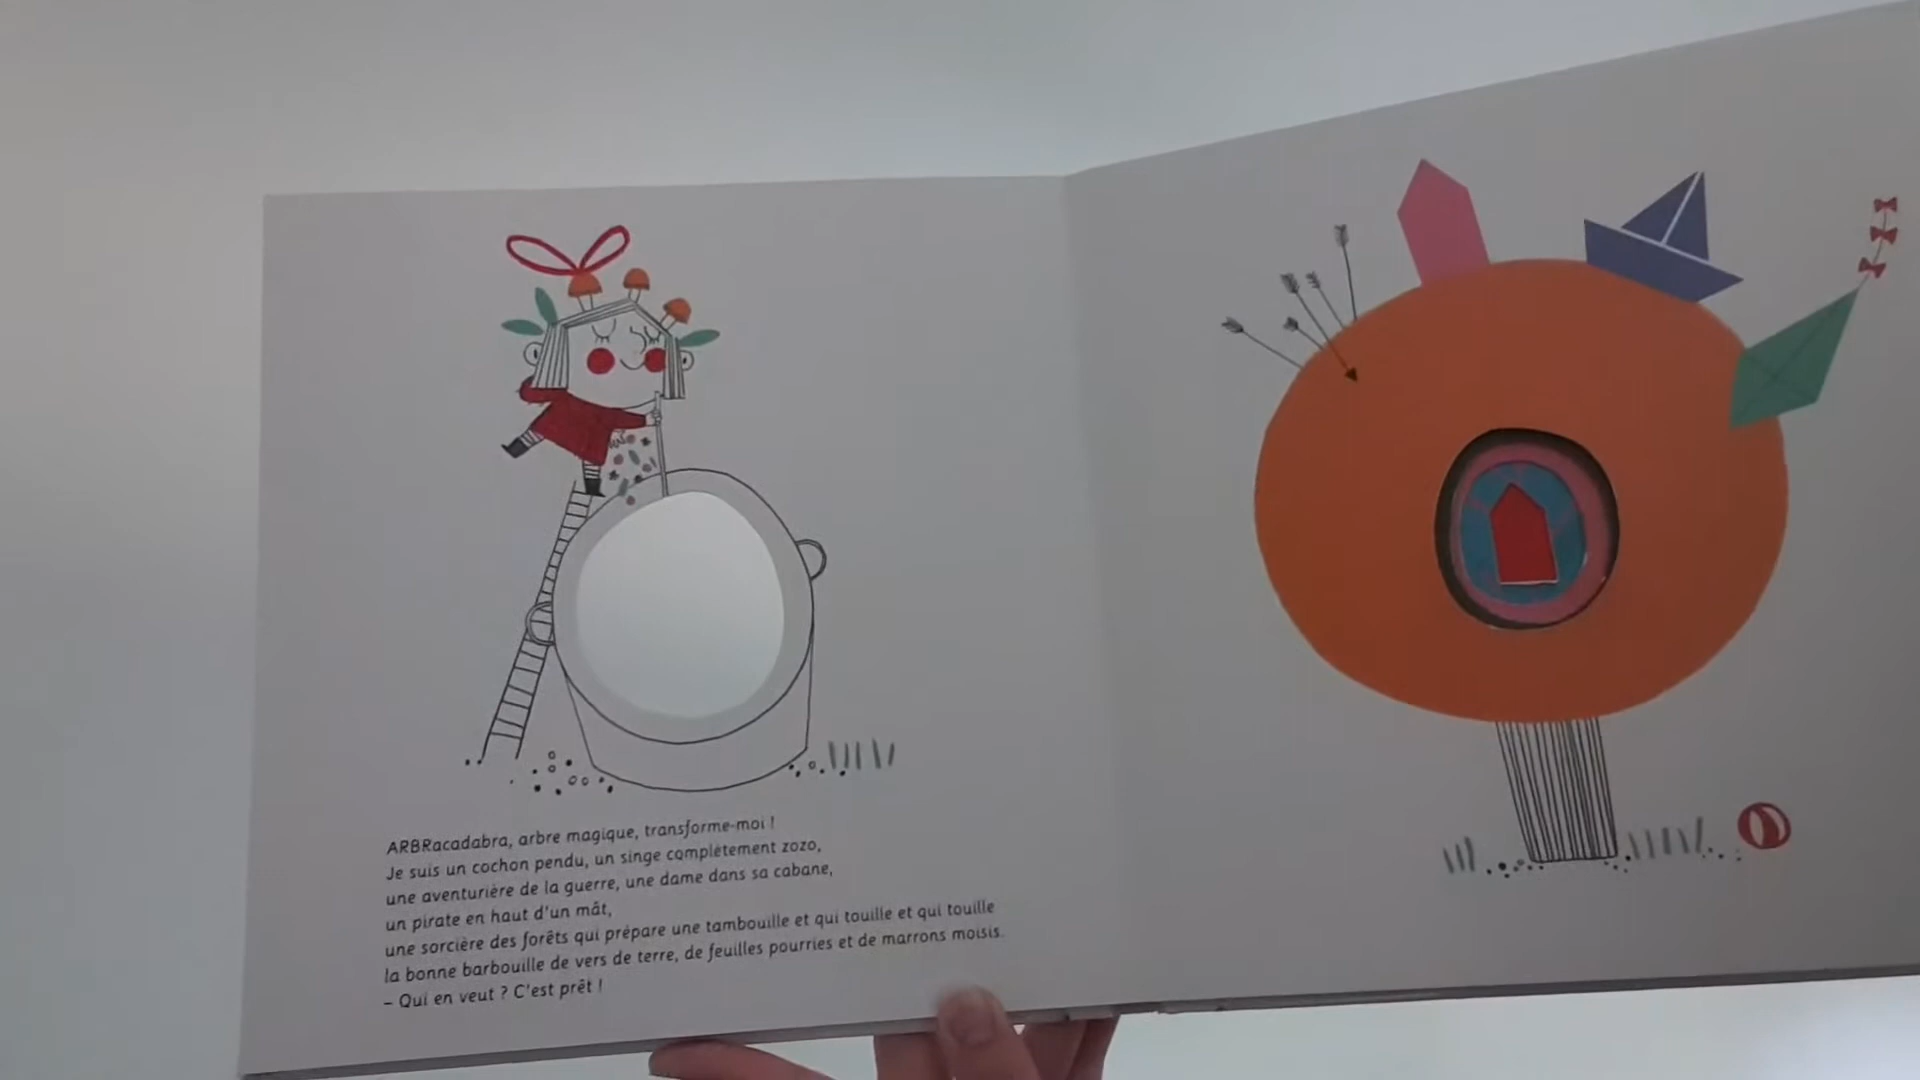 ARBRacadabra, arbre magique, transforme-moi !
Je suis un cochon pendu, un singe complètement zozo,
une aventurière de la guerre, une dame dans sa cabane,
un pirate en haut d'un mât,
une sorcière des forêts qui prépare une tambouille et qui touille et qui touille
la bonne barbouille de vers de terre, de feuilles pourries et de marrons moisis.
– Qui en veut ? C'est prêt !